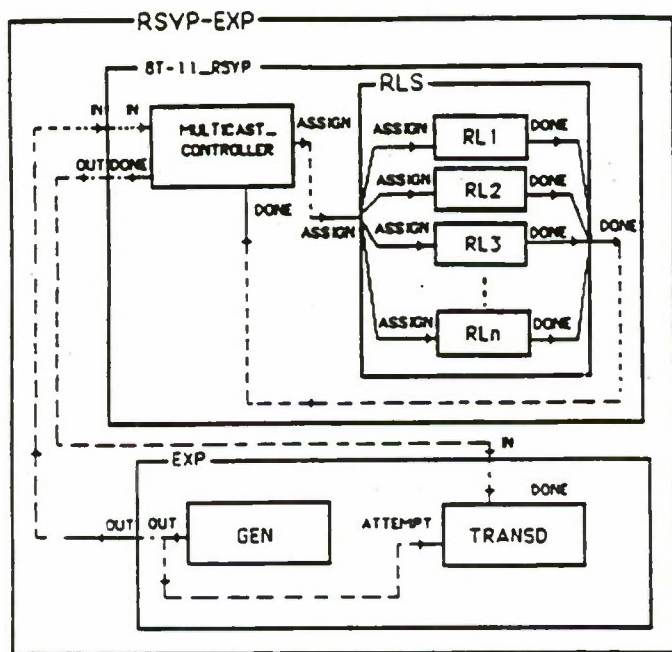 RSYP-EXP
8T-11_RSYP
RLS
IN IN
MULTICAST_
CONTROLLER
ASSIGN
ASSIGN RL1 DONE
OUT DONE
ASSIGN RL2 DONE
DONE
ASSIGN
ASSIGN RL3 DONE DONE
ASSIGN RLn DONE
IN
EXP
DONE
OUT OUT GEN
ATTEMPT TRANSD